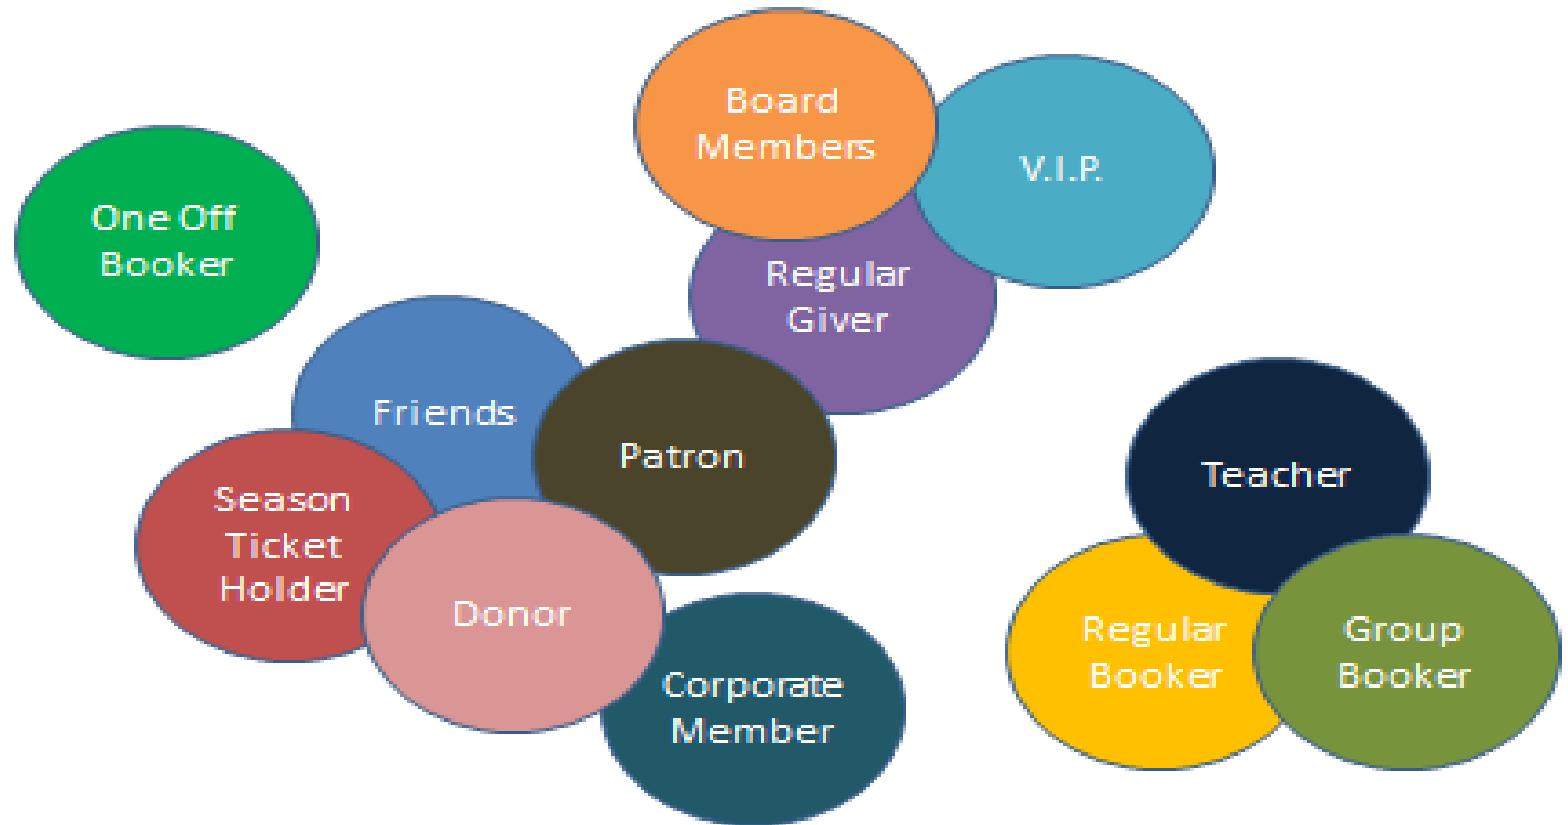 Board
Members
V.I.P.
One Off
Booker
Regular
Giver
Friends
Patron
Teacher
Season
Ticket
Holder
Donor
Regular
Booker
Group
Booker
Corporate
Member